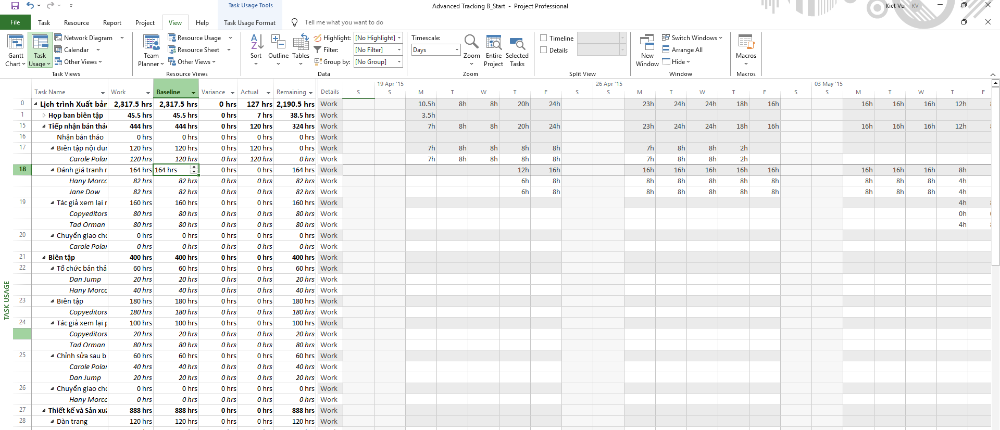 Task Usage Tools
Advanced Tracking B_Start - Project Professional
Kiet Vu KV
File Task Resource Report Project View Help Task Usage Format Tell me what you want to do
Gantt Chart
Task Usage
Network Diagram
Calendar
Other Views
Task Views
Team Planner
Resource Usage
Resource Sheet
Other Views
Resource Views
Sort
Outline
Tables
Highlight: [No Highlight]
Filter: [No Filter]
Group by: [No Group]
Data
Timescale:
Days
Zoom
Entire Project
Selected Tasks
Zoom
Timeline
Details
Split View
New Window
Switch Windows
Arrange All
Hide
Window
Macros
Macros
19 Apr '15 26 Apr '15 03 May '15
Task Name Work Baseline Variance Actual Remaining Details S S M T W T F S S M T W T F S S M T W T F
0 Lịch trình Xuất bản 2,317.5 hrs 2,317.5 hrs 0 hrs 127 hrs 2,190.5 hrs Work 10.5h 8h 8h 20h 24h 23h 24h 24h 18h 16h 16h 16h 16h 12h
1 Họp ban biên tập 45.5 hrs 45.5 hrs 0 hrs 7 hrs 38.5 hrs Work 3.5h
15 Tiếp nhận bản thảo 444 hrs 444 hrs 0 hrs 120 hrs 324 hrs Work 7h 8h 8h 20h 24h 23h 24h 24h 18h 16h 16h 16h 16h 12h
16 Nhận bản thảo 0 hrs 0 hrs 0 hrs 0 hrs 0 hrs Work
17 Biên tập nội dun 120 hrs 120 hrs 0 hrs 120 hrs 0 hrs Work 7h 8h 8h 8h 8h 7h 8h 8h 2h
Carole Polan 120 hrs 120 hrs 0 hrs 120 hrs 0 hrs Work 7h 8h 8h 8h 8h 7h 8h 8h 2h
18 Đánh giá tranh 164 hrs 164 hrs 0 hrs 0 hrs 164 hrs Work 12h 16h 16h 16h 16h 16h 16h 16h 16h 16h 8h
Hany Morco 82 hrs 82 hrs 0 hrs 0 hrs 82 hrs Work 6h 8h 8h 8h 8h 8h 8h 8h 8h 8h 4h
Jane Dow 82 hrs 82 hrs 0 hrs 0 hrs 82 hrs Work 6h 8h 8h 8h 8h 8h 8h 8h 8h 8h 4h
19 Tác giả xem lại 160 hrs 160 hrs 0 hrs 0 hrs 160 hrs Work 4h
Copyeditors 80 hrs 80 hrs 0 hrs 0 hrs 80 hrs Work 0h
Tad Orman 80 hrs 80 hrs 0 hrs 0 hrs 80 hrs Work 4h
20 Chuyển giao cho 0 hrs 0 hrs 0 hrs 0 hrs 0 hrs Work
Carole Polan 0 hrs 0 hrs 0 hrs 0 hrs 0 hrs Work
21 Biên tập 400 hrs 400 hrs 0 hrs 0 hrs 400 hrs Work
22 Tổ chức bản thả 60 hrs 60 hrs 0 hrs 0 hrs 60 hrs Work
Dan Jump 20 hrs 20 hrs 0 hrs 0 hrs 20 hrs Work
Hany Morco 40 hrs 40 hrs 0 hrs 0 hrs 40 hrs Work
23 Biên tập 180 hrs 180 hrs 0 hrs 0 hrs 180 hrs Work
Copyeditors 180 hrs 180 hrs 0 hrs 0 hrs 180 hrs Work
24 Tác giả xem lại 100 hrs 100 hrs 0 hrs 0 hrs 100 hrs Work
Copyeditors 20 hrs 20 hrs 0 hrs 0 hrs 20 hrs Work
Tad Orman 80 hrs 80 hrs 0 hrs 0 hrs 80 hrs Work
25 Chỉnh sửa sau b 60 hrs 60 hrs 0 hrs 0 hrs 60 hrs Work
Carole Polan 40 hrs 40 hrs 0 hrs 0 hrs 40 hrs Work
Dan Jump 20 hrs 20 hrs 0 hrs 0 hrs 20 hrs Work
26 Chuyển giao cho 0 hrs 0 hrs 0 hrs 0 hrs 0 hrs Work
Hany Morco 0 hrs 0 hrs 0 hrs 0 hrs 0 hrs Work
27 Thiết kế và Sản xuấ 888 hrs 888 hrs 0 hrs 0 hrs 888 hrs Work
28 Dàn trang 120 hrs 120 hrs 0 hrs 0 hrs 120 hrs Work
TASK USAGE